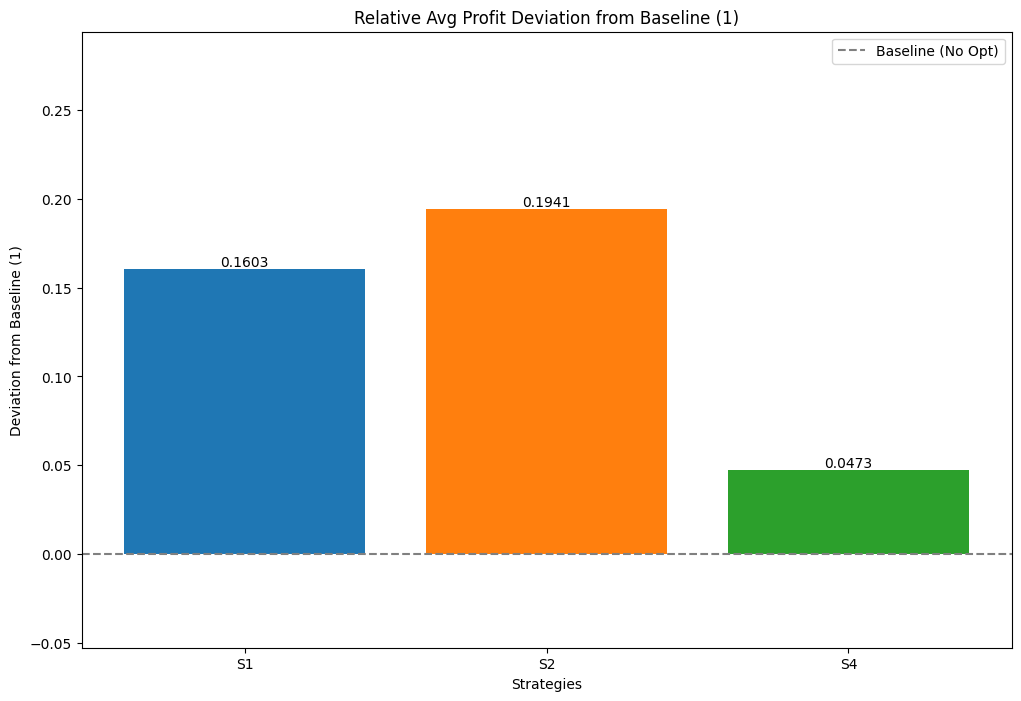 Relative Avg Profit Deviation from Baseline (1)
Baseline (No Opt)
Deviation from Baseline (1)
0.25
0.20
0.15
0.10
0.05
0.00
−0.05
0.1603
0.1941
0.0473
S1
S2
S4
Strategies